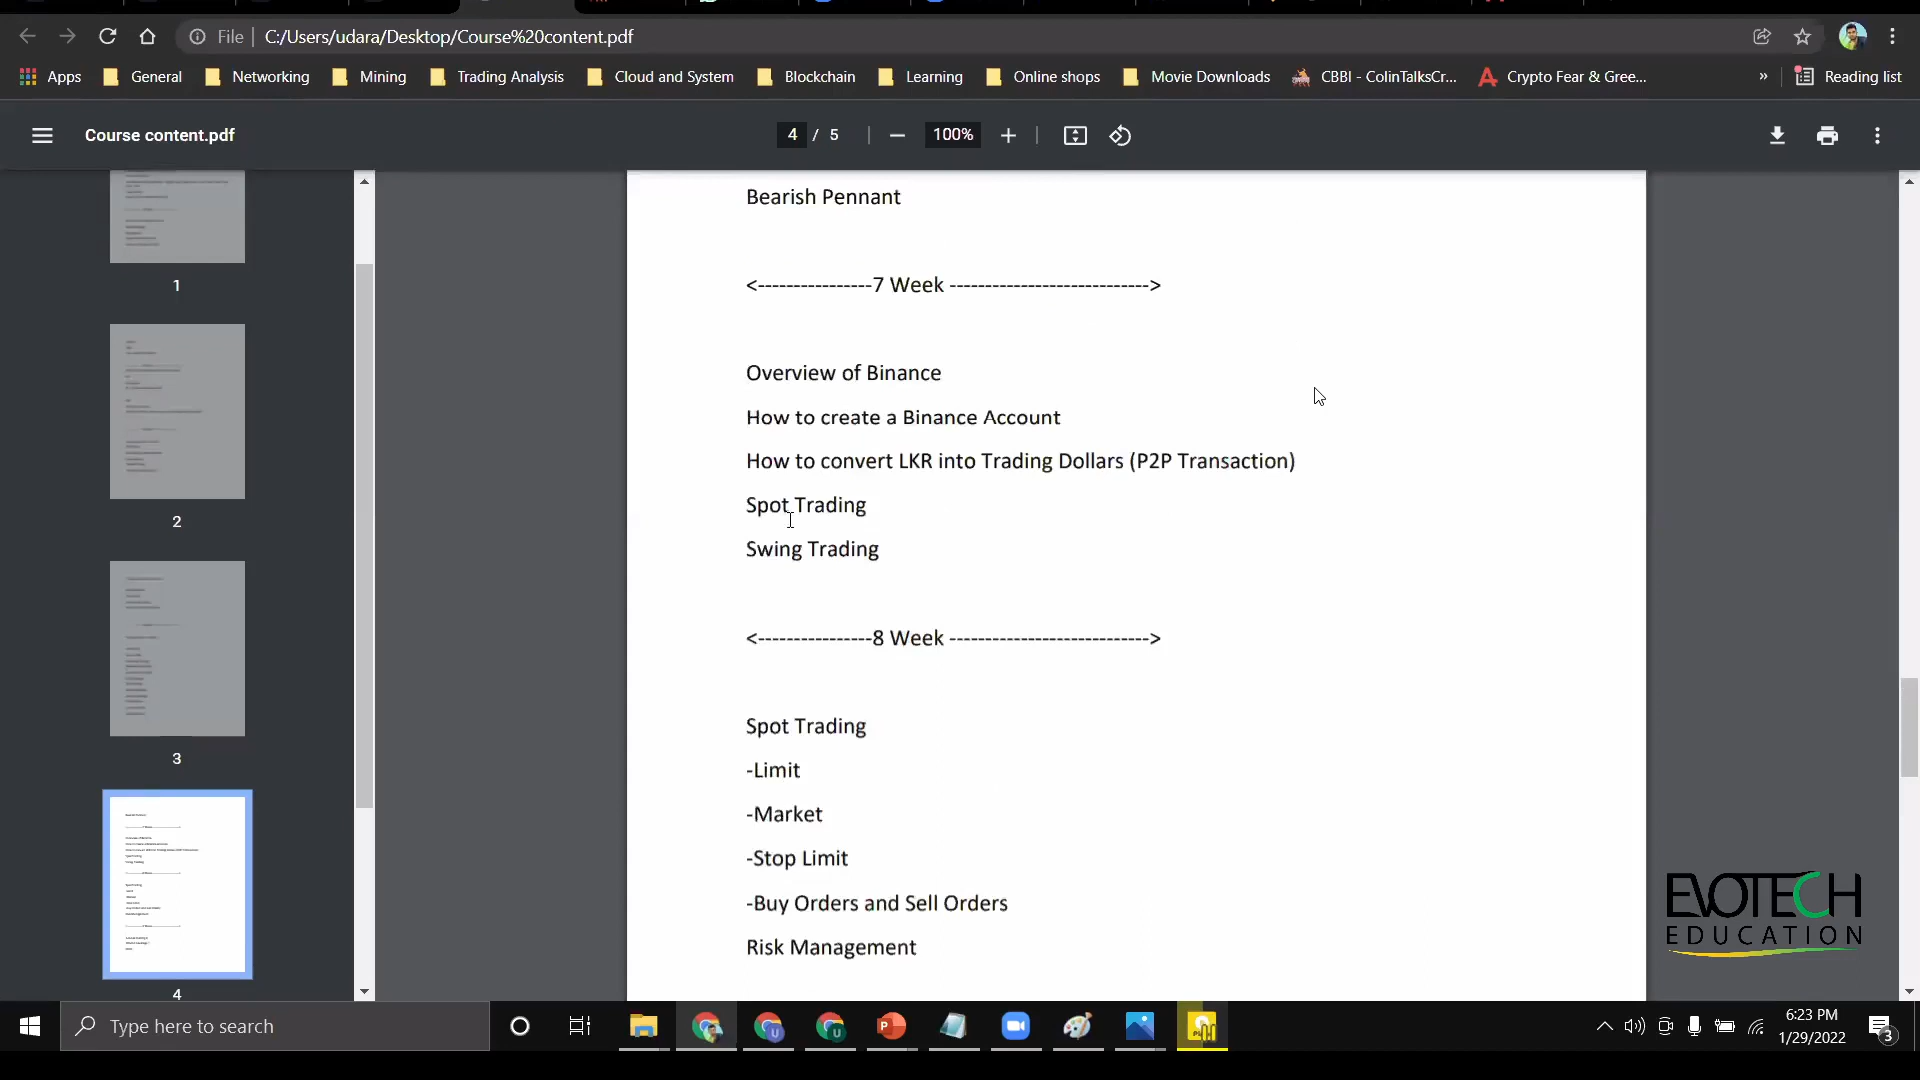 File
C:/Users/udara/Desktop/Course%20content.pdf
Apps
General
Networking
Mining
Trading Analysis
Cloud and System
Blockchain
Learning
Online shops
Movie Downloads
CBBI - ColinTalksCr...
Crypto Fear & Gree...
»
Reading list
Course content.pdf
4 / 5
100%
1
2
3
4
Bearish Pennant
<----------------7 Week ---------------------------->
Overview of Binance
How to create a Binance Account
How to convert LKR into Trading Dollars (P2P Transaction)
Spot Trading
Swing Trading
<----------------8 Week ---------------------------->
Spot Trading
-Limit
-Market
-Stop Limit
-Buy Orders and Sell Orders
Risk Management
EVOTECH
EDUCATION
Type here to search
6:23 PM
1/29/2022
3